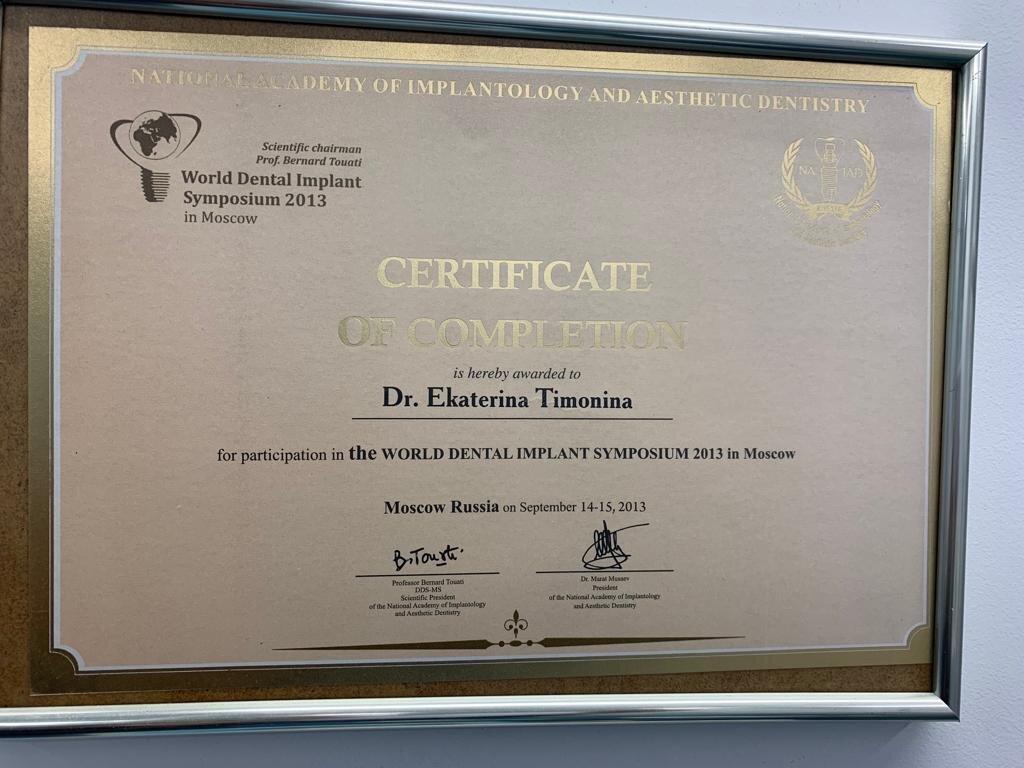 NATIONAL ACADEMY OF IMPLANTOLOGY AND AESTHETIC DENTISTRY
Scientific chairman
Prof. Bernard Touati
World Dental Implant
Symposium 2013
in Moscow
NA IAD
CERTIFICATE
OF COMPLETION
is hereby awarded to
Dr. Ekaterina Timonina
for participation in the WORLD DENTAL IMPLANT SYMPOSIUM 2013 in Moscow
Moscow Russia on September 14-15, 2013
B. Touati
Professor Bernard Touati
DDS-MS
Scientific President
of the National Academy of Implantology
and Aesthetic Dentistry
Dr. Marat Mussev
President
of the National Academy of Implantology
and Aesthetic Dentistry